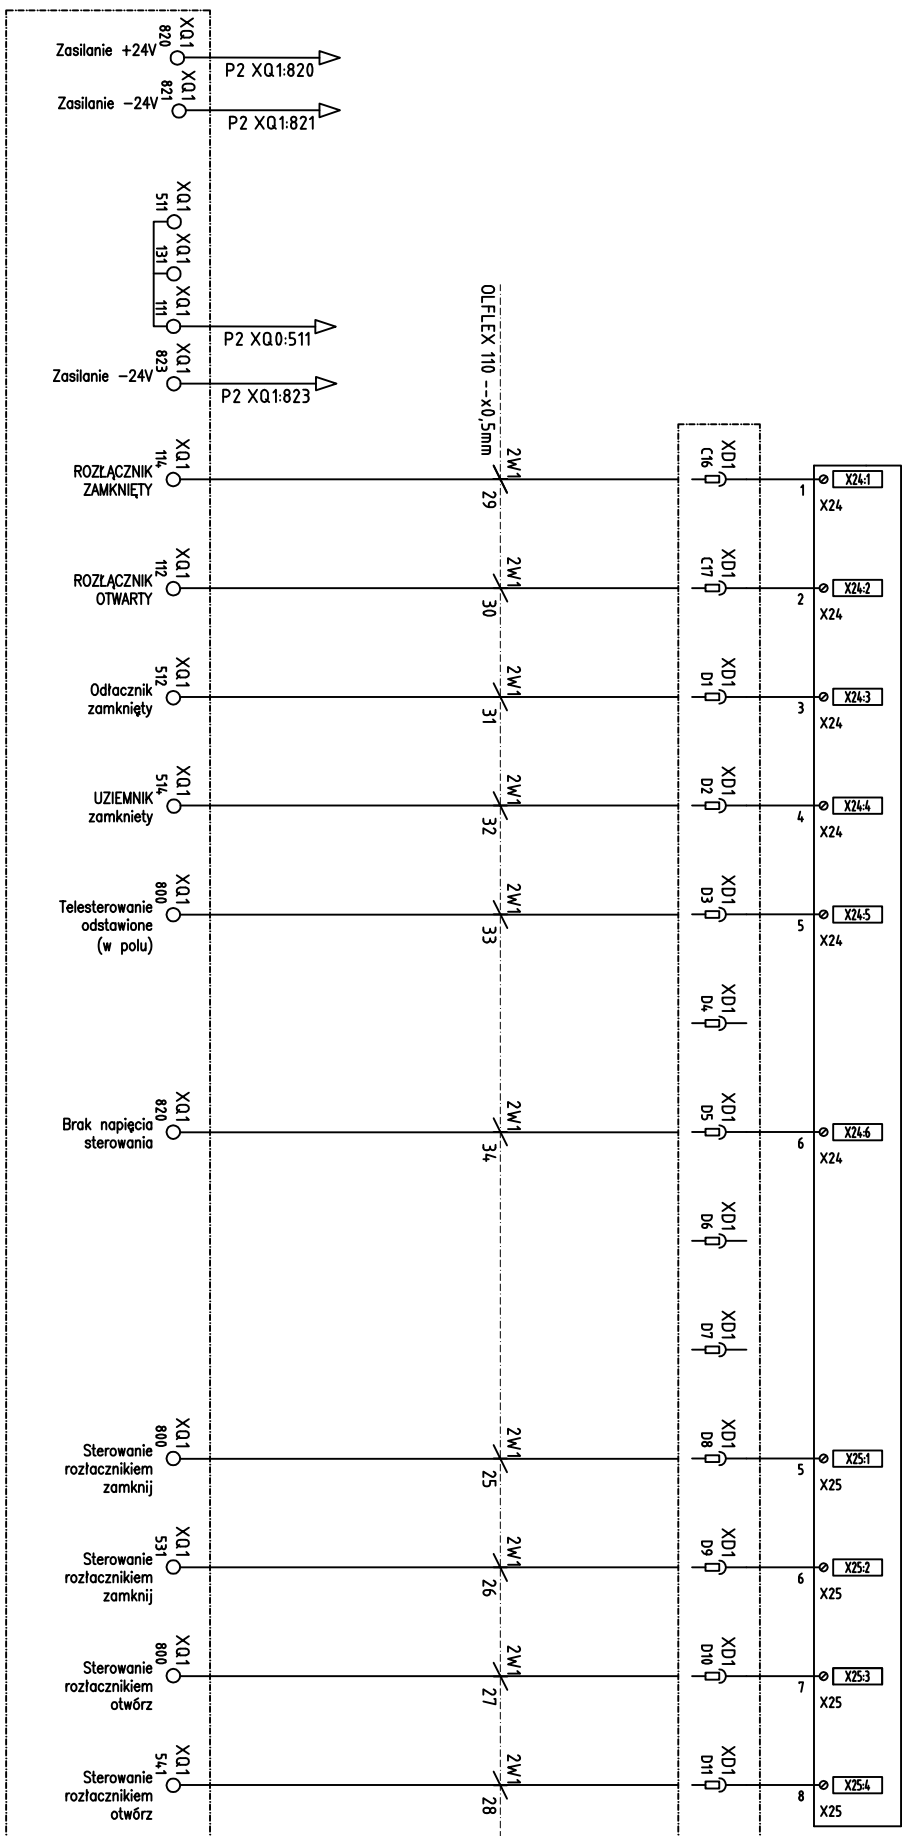 Zasilanie +24V
XQ1
820
P2 XQ1:820
Zasilanie -24V
XQ1
821
P2 XQ1:821
XQ1
511
XQ1
131
XQ1
111
P2 XQ0:511
Zasilanie -24V
XQ1
823
P2 XQ1:823
OLFLEX 110 --x0,5mm
ROZŁĄCZNIK
ZAMKNIĘTY
XQ1
114
2W1
29
XD1
C16
1
X24:1
X24
ROZŁĄCZNIK
OTWARTY
XQ1
112
2W1
30
XD1
C17
2
X24:2
X24
Odłacznik
zamknięty
XQ1
512
2W1
31
XD1
D1
3
X24:3
X24
UZIEMNIK
zamkniety
XQ1
514
2W1
32
XD1
D2
4
X24:4
X24
Telesterowanie
odstawione
(w polu)
XQ1
800
2W1
33
XD1
D3
5
X24:5
X24
XD1
D4
Brak napięcia
sterowania
XQ1
820
2W1
34
XD1
D5
6
X24:6
X24
XD1
D6
XD1
D7
Sterowanie
rozłacznikiem
zamknij
XQ1
800
2W1
25
XD1
D8
5
X25:1
X25
Sterowanie
rozłacznikiem
zamknij
XQ1
531
2W1
26
XD1
D9
6
X25:2
X25
Sterowanie
rozłacznikiem
otwórz
XQ1
800
2W1
27
XD1
D10
7
X25:3
X25
Sterowanie
rozłacznikiem
otwórz
XQ1
541
2W1
28
XD1
D11
8
X25:4
X25